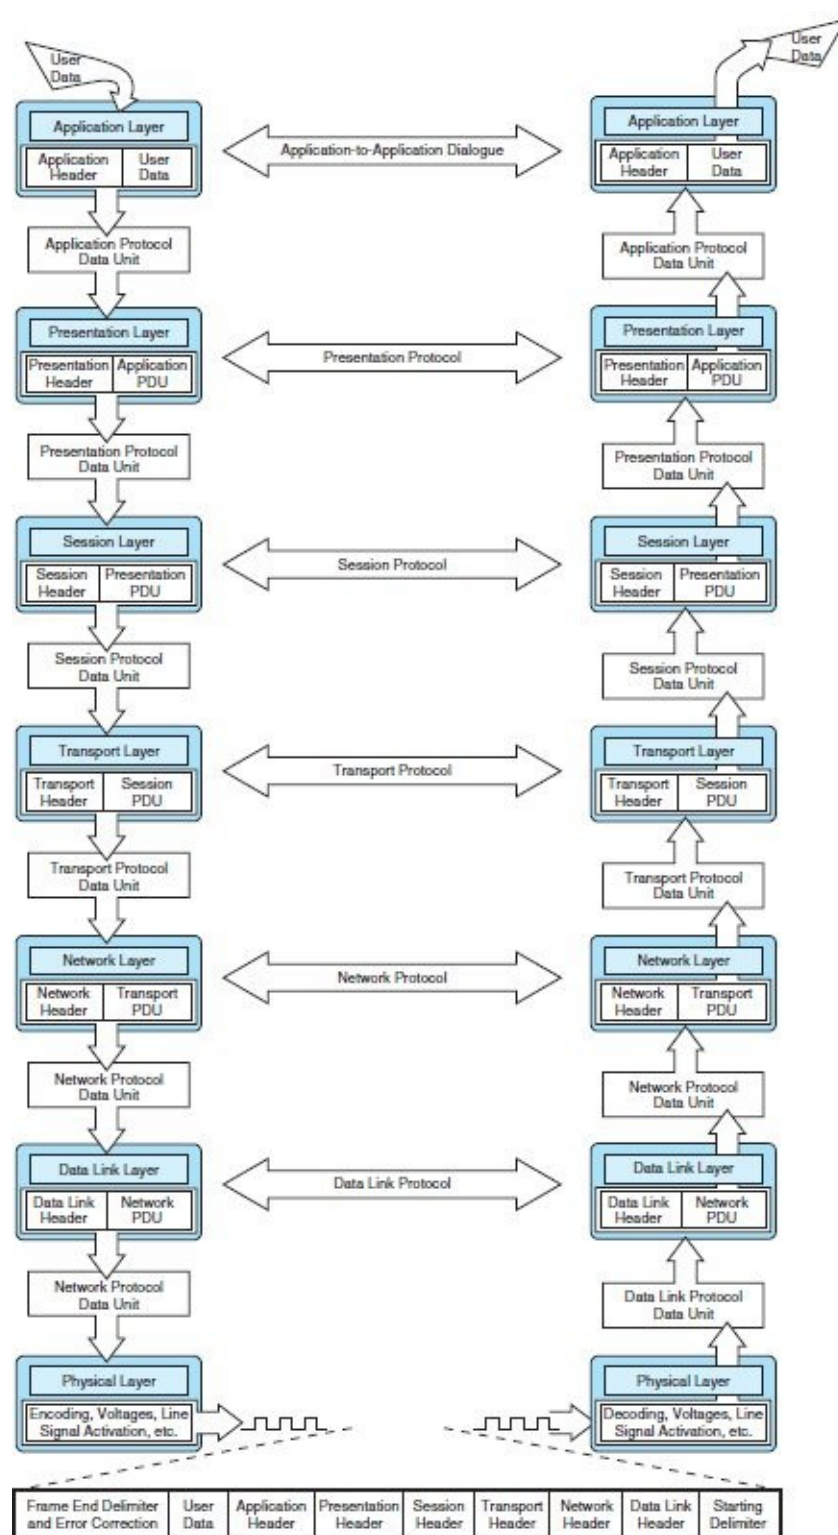 User
Data
Application Layer
Application
Header
User
Data
Application Protocol
Data Unit
Presentation Layer
Presentation
Header
Application
PDU
Presentation Protocol
Data Unit
Session Layer
Session
Header
Presentation
PDU
Session Protocol
Data Unit
Transport Layer
Transport
Header
Session
PDU
Transport Protocol
Data Unit
Network Layer
Network
Header
Transport
PDU
Network Protocol
Data Unit
Data Link Layer
Data Link
Header
Network
PDU
Network Protocol
Data Unit
Physical Layer
Encoding, Voltages, Line
Signal Activation, etc.
Application-to-Application Dialogue
Presentation Protocol
Session Protocol
Transport Protocol
Network Protocol
Data Link Protocol
User
Data
Application Layer
Application
Header
User
Data
Application Protocol
Data Unit
Presentation Layer
Presentation
Header
Application
PDU
Presentation Protocol
Data Unit
Session Layer
Session
Header
Presentation
PDU
Session Protocol
Data Unit
Transport Layer
Transport
Header
Session
PDU
Transport Protocol
Data Unit
Network Layer
Network
Header
Transport
PDU
Network Protocol
Data Unit
Data Link Layer
Data Link
Header
Network
PDU
Data Link Protocol
Data Unit
Physical Layer
Decoding, Voltages, Line
Signal Activation, etc.
Frame End Delimiter
and Error Correction
User
Data
Application
Header
Presentation
Header
Session
Header
Transport
Header
Network
Header
Data Link
Header
Starting
Delimiter